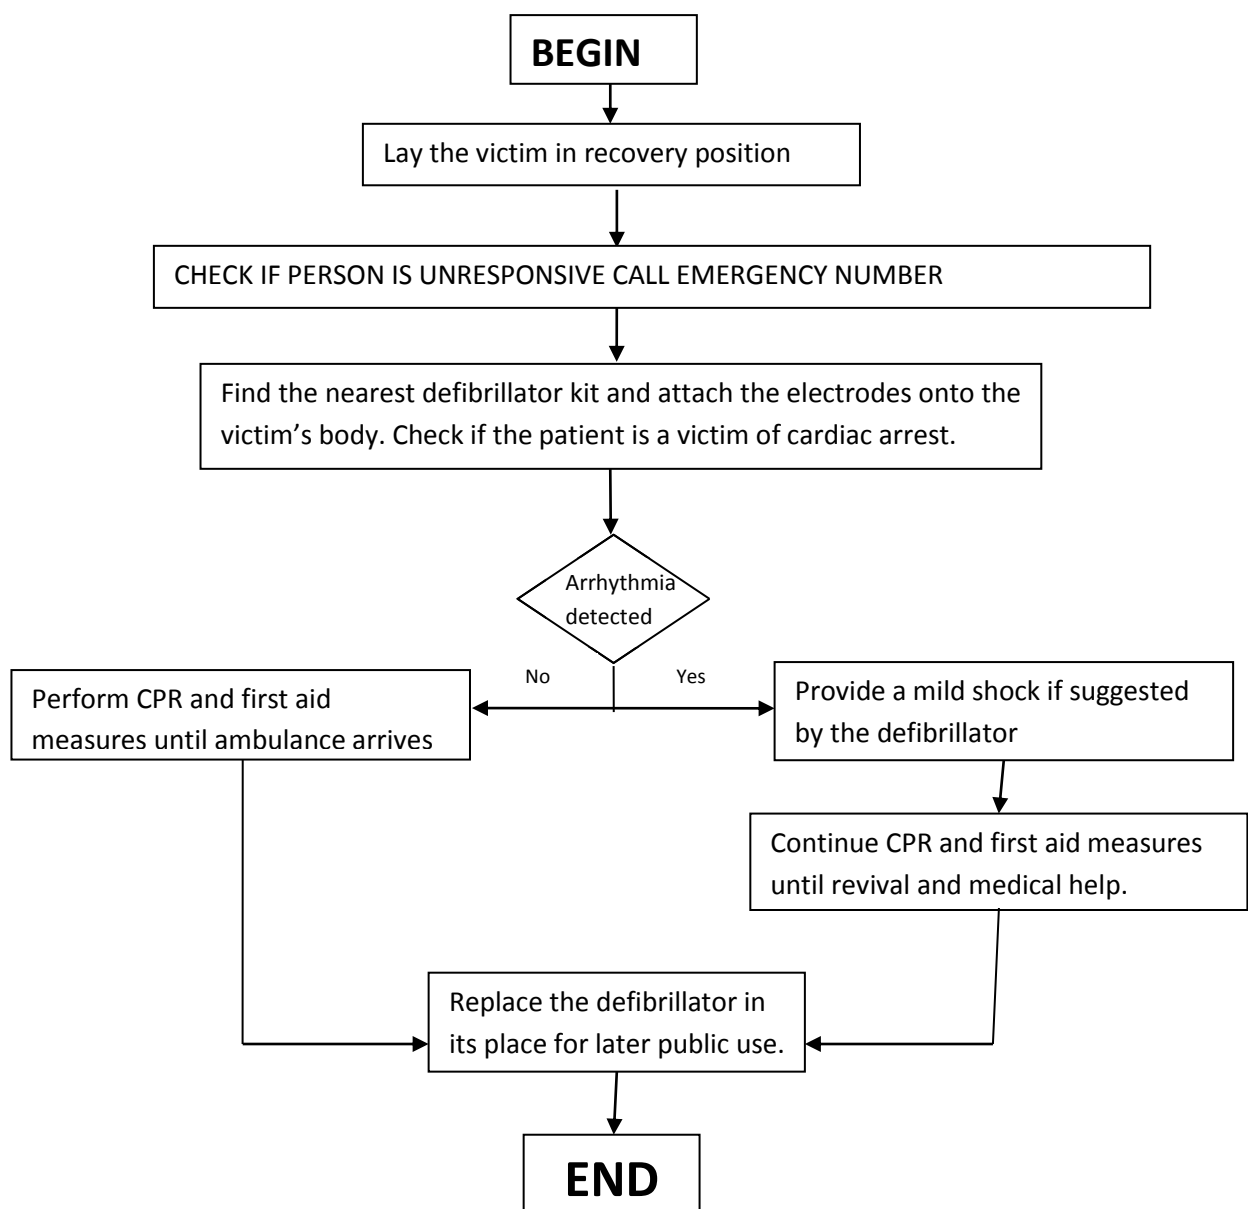 BEGIN
Lay the victim in recovery position
CHECK IF PERSON IS UNRESPONSIVE CALL EMERGENCY NUMBER
Find the nearest defibrillator kit and attach the electrodes onto the
victim’s body. Check if the patient is a victim of cardiac arrest.
Arrhythmia
detected
No
Yes
Perform CPR and first aid
measures until ambulance arrives
Provide a mild shock if suggested
by the defibrillator
Continue CPR and first aid measures
until revival and medical help.
Replace the defibrillator in
its place for later public use.
END